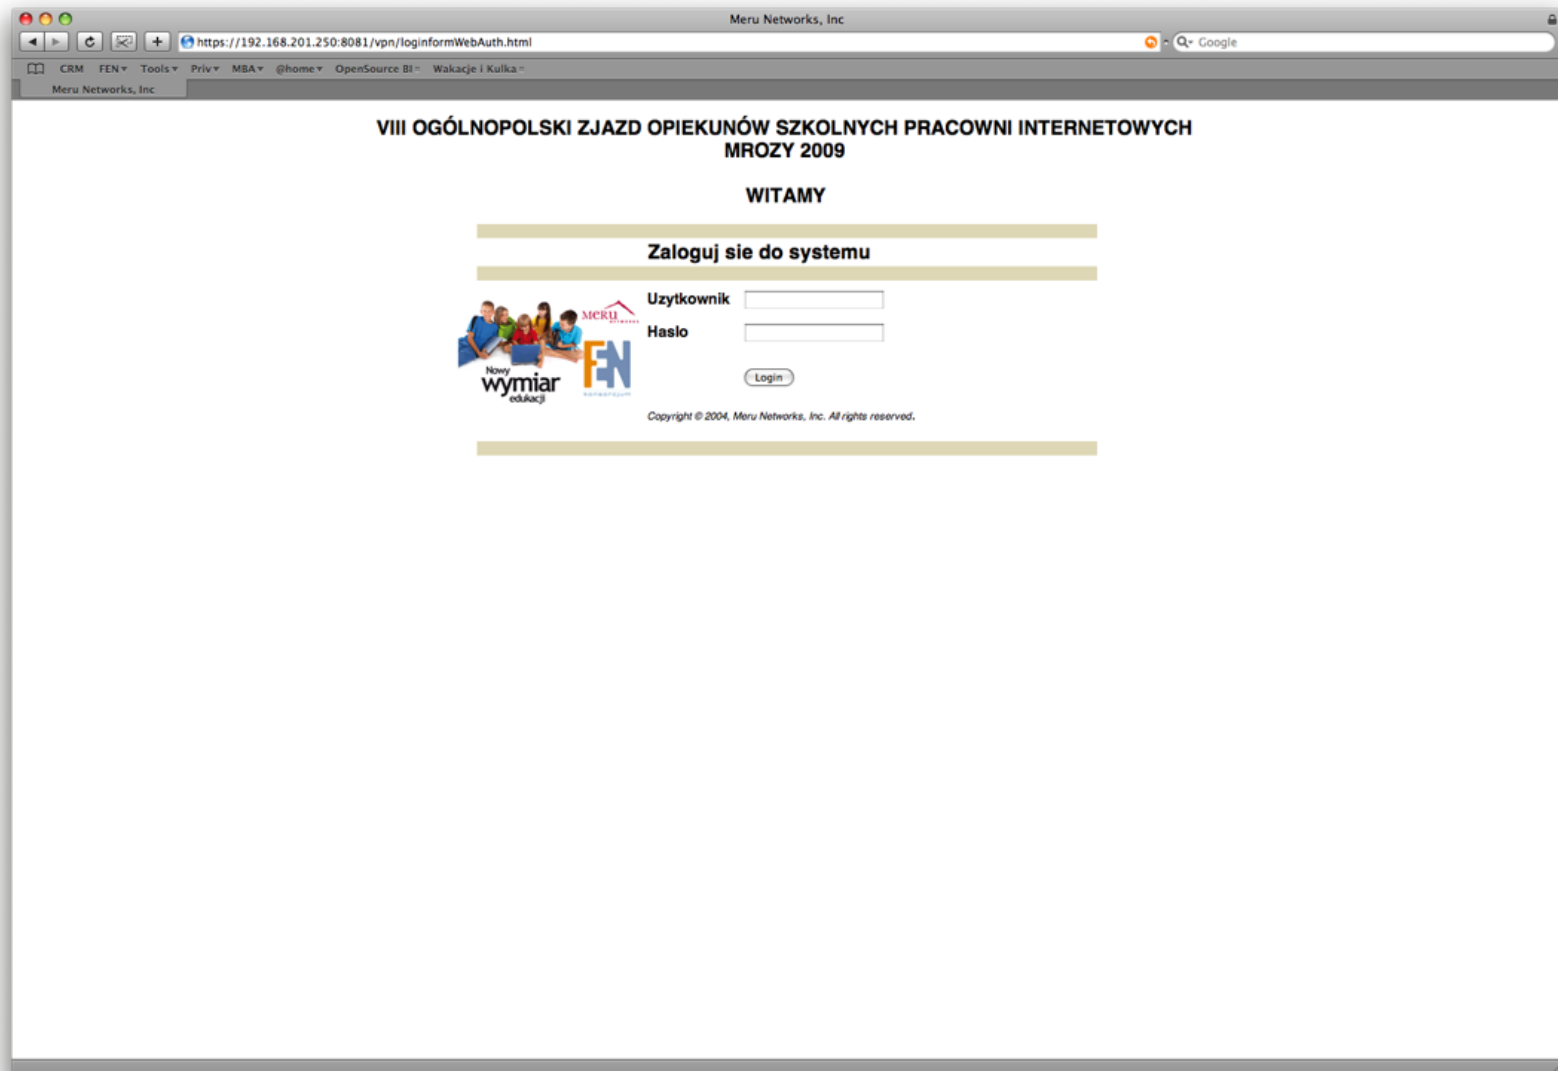 Meru Networks, Inc
https://192.168.201.250:8081/vpn/loginformWebAuth.html
Google
CRM FEN Tools Priv MBA @home OpenSource BI Wakacje i Kulka
Meru Networks, Inc
VIII OGÓLNOPOLSKI ZJAZD OPIEKUNÓW SZKOLNYCH PRACOWNI INTERNETOWYCH
MROZY 2009
WITAMY
Zaloguj sie do systemu
Uzytkownik
MERU
NETWORKS
Haslo
FEN
konsorcjum
Nowy
wymiar
edukacji
Login
Copyright © 2004, Meru Networks, Inc. All rights reserved.